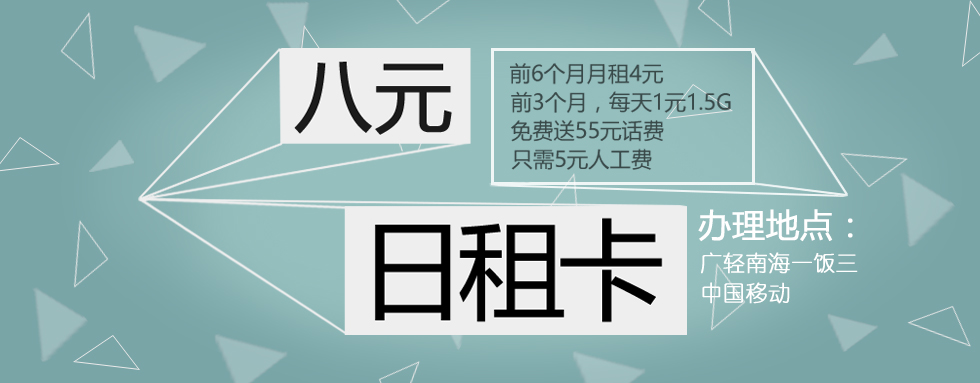 八元
前6个月月租4元
前3个月，每天1元1.5G
免费送55元话费
只需5元人工费
日租卡
办理地点：
广轻南海一饭三
中国移动